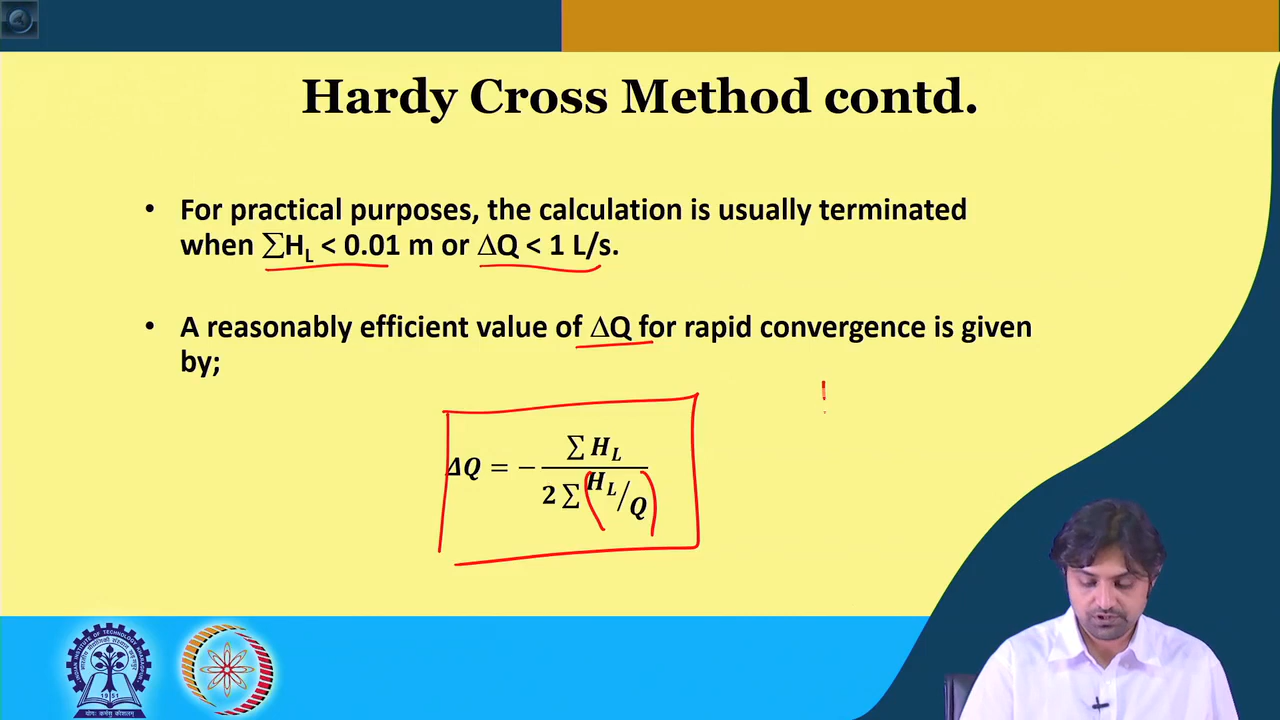 Hardy Cross Method contd.
• For practical purposes, the calculation is usually terminated
when ∑H_L < 0.01 m or ΔQ < 1 L/s.
• A reasonably efficient value of ΔQ for rapid convergence is given
by;
ΔQ = − ∑ H_L / 2 ∑ (H_L/Q)
1951